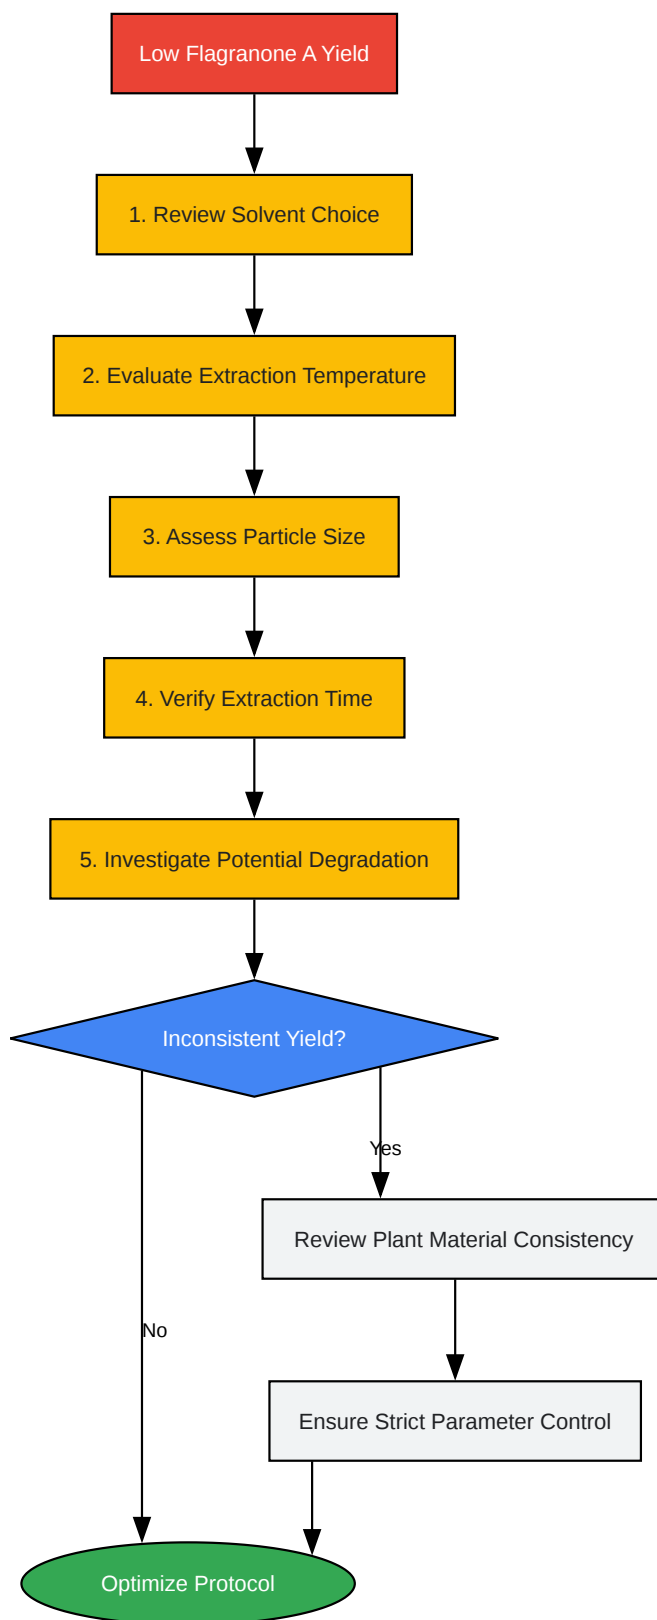 Low Flagranone A Yield
1. Review Solvent Choice
2. Evaluate Extraction Temperature
3. Assess Particle Size
4. Verify Extraction Time
5. Investigate Potential Degradation
Inconsistent Yield?
Yes
Review Plant Material Consistency
No
Ensure Strict Parameter Control
Optimize Protocol